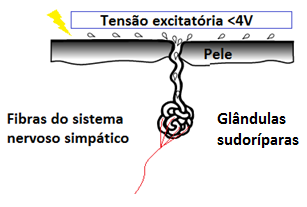 Tensão excitatória <4V
Pele
Fibras do sistema
nervoso simpático
Glândulas
sudoríparas